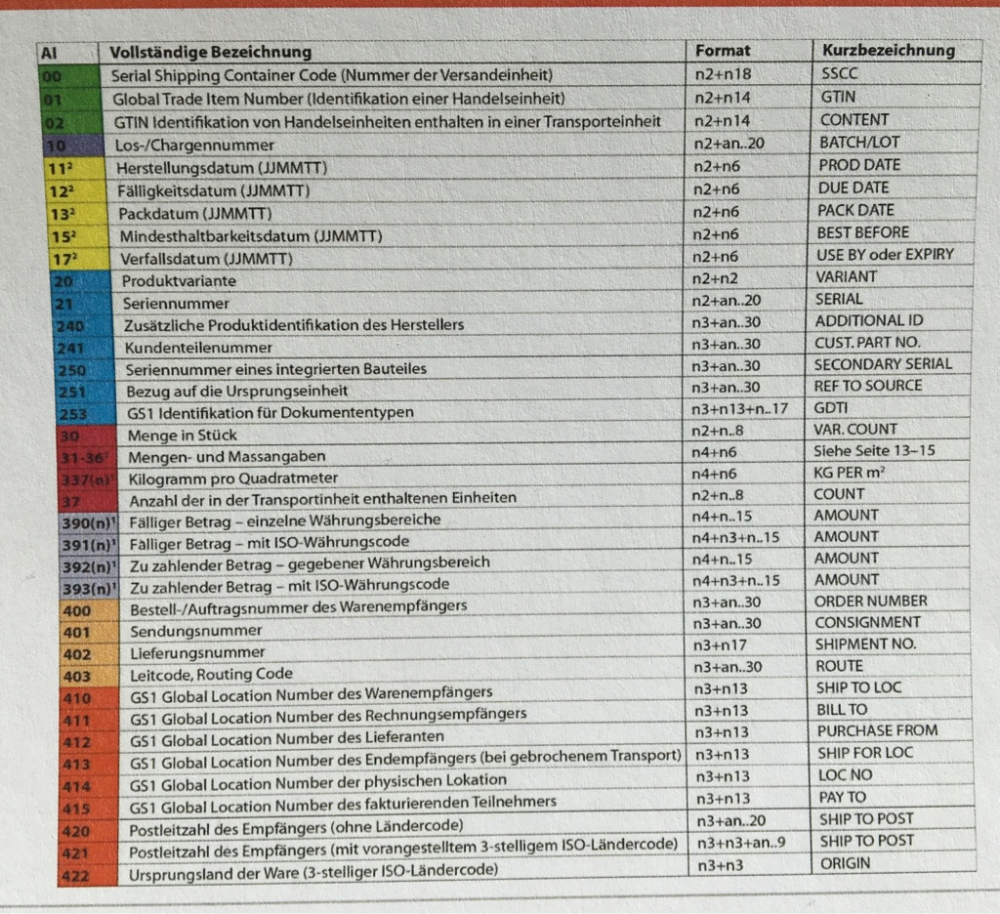 AI Vollständige Bezeichnung Format Kurzbezeichnung
00 Serial Shipping Container Code (Nummer der Versandeinheit) n2+n18 SSCC
01 Global Trade Item Number (Identifikation einer Handelseinheit) n2+n14 GTIN
02 GTIN Identifikation von Handelseinheiten enthalten in einer Transporteinheit n2+n14 CONTENT
10 Los-/Chargennummer n2+an..20 BATCH/LOT
11² Herstellungsdatum (JJMMTT) n2+n6 PROD DATE
12² Fälligkeitsdatum (JJMMTT) n2+n6 DUE DATE
13² Packdatum (JJMMTT) n2+n6 PACK DATE
15² Mindesthaltbarkeitsdatum (JJMMTT) n2+n6 BEST BEFORE
17² Verfallsdatum (JJMMTT) n2+n6 USE BY oder EXPIRY
20 Produktvariante n2+n2 VARIANT
21 Seriennummer n2+an..20 SERIAL
240 Zusätzliche Produktidentifikation des Herstellers n3+an..30 ADDITIONAL ID
241 Kundenteilenummer n3+an..30 CUST. PART NO.
250 Seriennummer eines integrierten Bauteiles n3+an..30 SECONDARY SERIAL
251 Bezug auf die Ursprungseinheit n3+an..30 REF TO SOURCE
253 GS1 Identifikation für Dokumententypen n3+n13+n..17 GDTI
30 Menge in Stück n2+n..8 VAR. COUNT
31-36¹ Mengen- und Massangaben n4+n6 Siehe Seite 13–15
337(n)¹ Kilogramm pro Quadratmeter n4+n6 KG PER m²
37 Anzahl der in der Transportinheit enthaltenen Einheiten n2+n..8 COUNT
390(n)¹ Fälliger Betrag – einzelne Währungsbereiche n4+n..15 AMOUNT
391(n)¹ Fälliger Betrag – mit ISO-Währungscode n4+n3+n..15 AMOUNT
392(n)¹ Zu zahlender Betrag – gegebener Währungsbereich n4+n..15 AMOUNT
393(n)¹ Zu zahlender Betrag – mit ISO-Währungscode n4+n3+n..15 AMOUNT
400 Bestell-/Auftragsnummer des Warenempfängers n3+an..30 ORDER NUMBER
401 Sendungsnummer n3+an..30 CONSIGNMENT
402 Lieferungsnummer n3+n17 SHIPMENT NO.
403 Leitcode, Routing Code n3+an..30 ROUTE
410 GS1 Global Location Number des Warenempfängers n3+n13 SHIP TO LOC
411 GS1 Global Location Number des Rechnungsempfängers n3+n13 BILL TO
412 GS1 Global Location Number des Lieferanten n3+n13 PURCHASE FROM
413 GS1 Global Location Number des Endempfängers (bei gebrochenem Transport) n3+n13 SHIP FOR LOC
414 GS1 Global Location Number der physischen Lokation n3+n13 LOC NO
415 GS1 Global Location Number des fakturierenden Teilnehmers n3+n13 PAY TO
420 Postleitzahl des Empfängers (ohne Ländercode) n3+an..20 SHIP TO POST
421 Postleitzahl des Empfängers (mit vorangestelltem 3-stelligem ISO-Ländercode) n3+n3+an..9 SHIP TO POST
422 Ursprungsland der Ware (3-stelliger ISO-Ländercode) n3+n3 ORIGIN